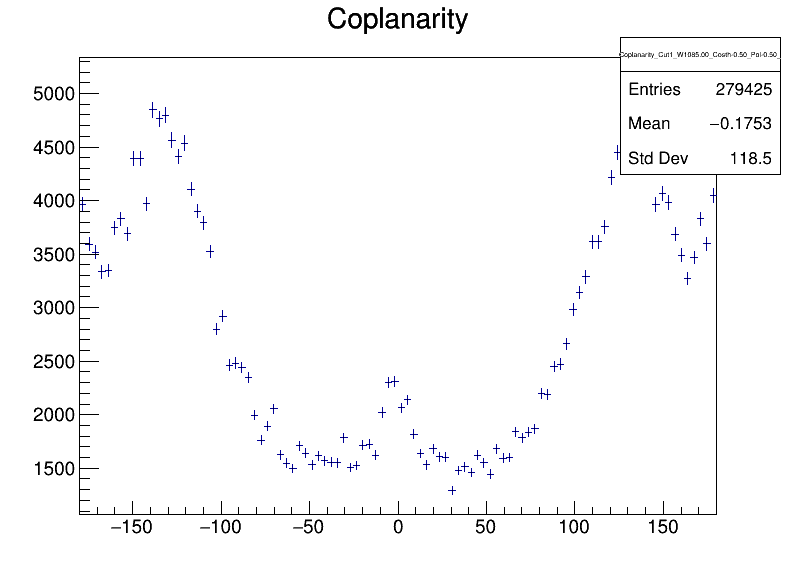 Coplanarity
Coplanarity_Cut1_W1085.00_Costh-0.50_Pol-0.50_
Entries 279425
Mean −0.1753
Std Dev 118.5
5000
4500
4000
3500
3000
2500
2000
1500
−150 −100 −50 0 50 100 150